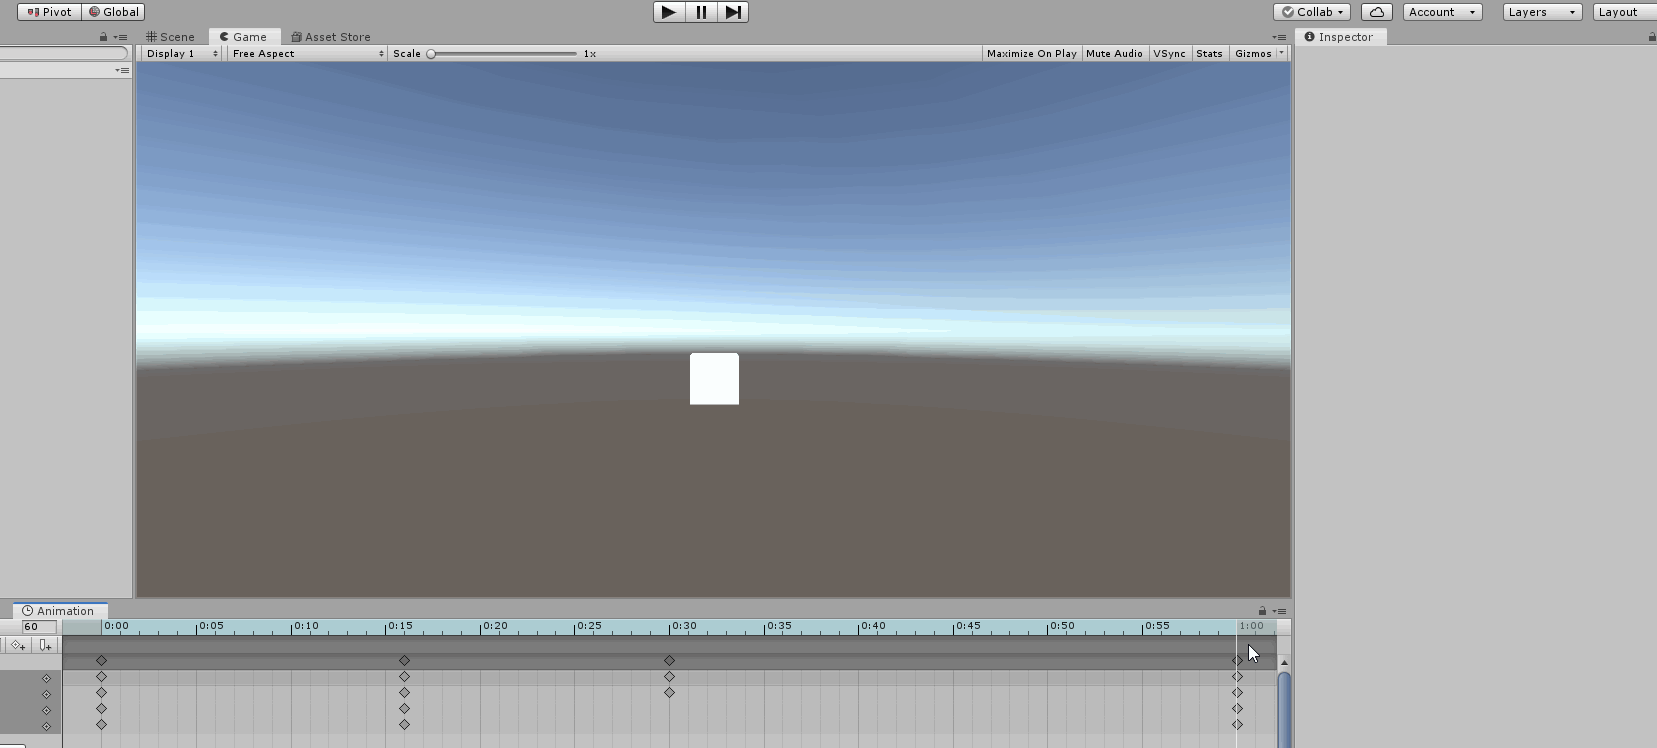 Pivot Global Collab Account Layers Layout
Scene Game Asset Store Inspector
Display 1 Free Aspect Scale 1x Maximize On Play Mute Audio VSync Stats Gizmos
Animation
60 0:00 0:05 0:10 0:15 0:20 0:25 0:30 0:35 0:40 0:45 0:50 0:55 1:00